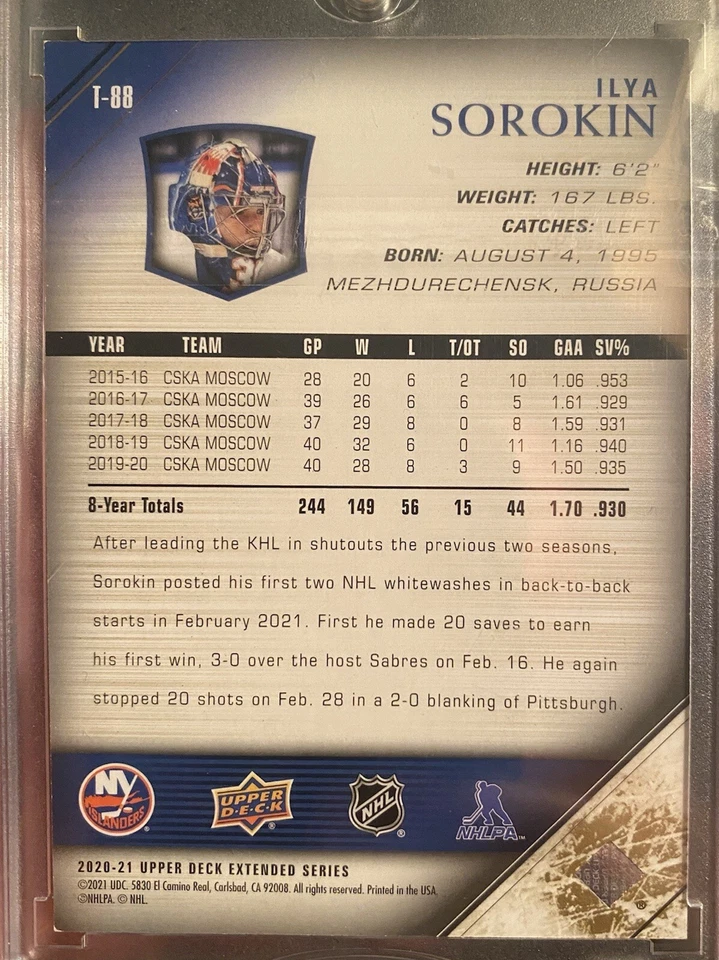 T-88
ILYA
SOROKIN
HEIGHT: 6'2"
WEIGHT: 167 LBS.
CATCHES: LEFT
BORN: AUGUST 4, 1995
MEZHDURECHENSK, RUSSIA
YEAR TEAM GP W L T/OT SO GAA SV%
2015-16 CSKA MOSCOW 28 20 6 2 10 1.06 .953
2016-17 CSKA MOSCOW 39 26 6 6 5 1.61 .929
2017-18 CSKA MOSCOW 37 29 8 0 8 1.59 .931
2018-19 CSKA MOSCOW 40 32 6 0 11 1.16 .940
2019-20 CSKA MOSCOW 40 28 8 3 9 1.50 .935
8-Year Totals 244 149 56 15 44 1.70 .930
After leading the KHL in shutouts the previous two seasons,
Sorokin posted his first two NHL whitewashes in back-to-back
starts in February 2021. First he made 20 saves to earn
his first win, 3-0 over the host Sabres on Feb. 16. He again
stopped 20 shots on Feb. 28 in a 2-0 blanking of Pittsburgh.
NY ISLANDERS ® UPPER DECK ® NHL ® NHLPA™
2020-21 UPPER DECK EXTENDED SERIES
©2021 UDC. 5830 El Camino Real, Carlsbad, CA 92008. All rights reserved. Printed in the USA.
©NHLPA. © NHL.
®